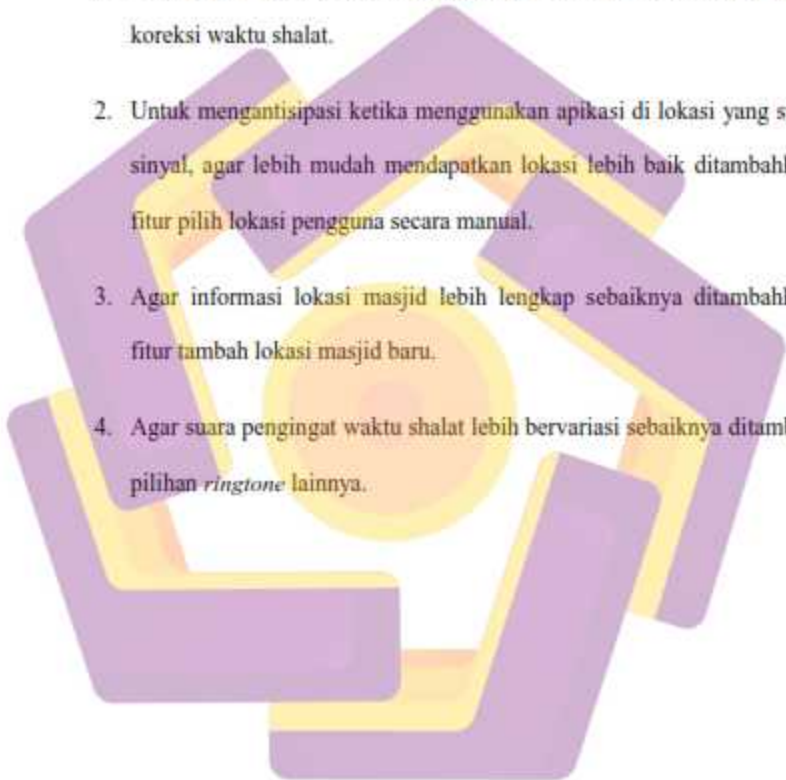 koreksi waktu shalat.
2. Untuk mengantisipasi ketika menggunakan apikasi di lokasi yang
sinyal, agar lebih mudah mendapatkan lokasi lebih baik
fitur pilih lokasi pengguna secara manual.
3. Agar informasi lokasi masjid lebih lengkap sebaiknya
fitur tambah lokasi masjid baru.
4. Agar suara pengingat waktu shalat lebih bervariasi sebaiknya
pilihan ringtone lainnya.